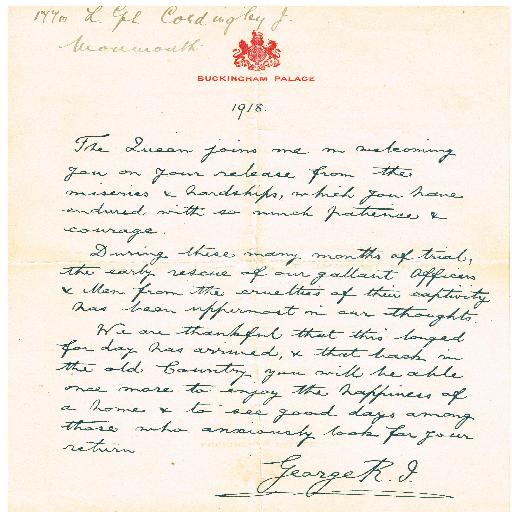 L. Cpl Cordingley J.
Monmouth
BUCKINGHAM PALACE
1918.
The Queen joins me in welcoming
you on your release from the
miseries & hardships, which you have
endured with so much patience &
courage.
During these many months of trial,
the early rescue of our gallant Officers
& Men from the cruelties of their captivity
has been uppermost in our thoughts.
We are thankful that this longed
for day has arrived, & that back in
the old Country you will be able
once more to enjoy the happiness of
a home & to see good days among
those who anxiously look for your
return
George R. I.